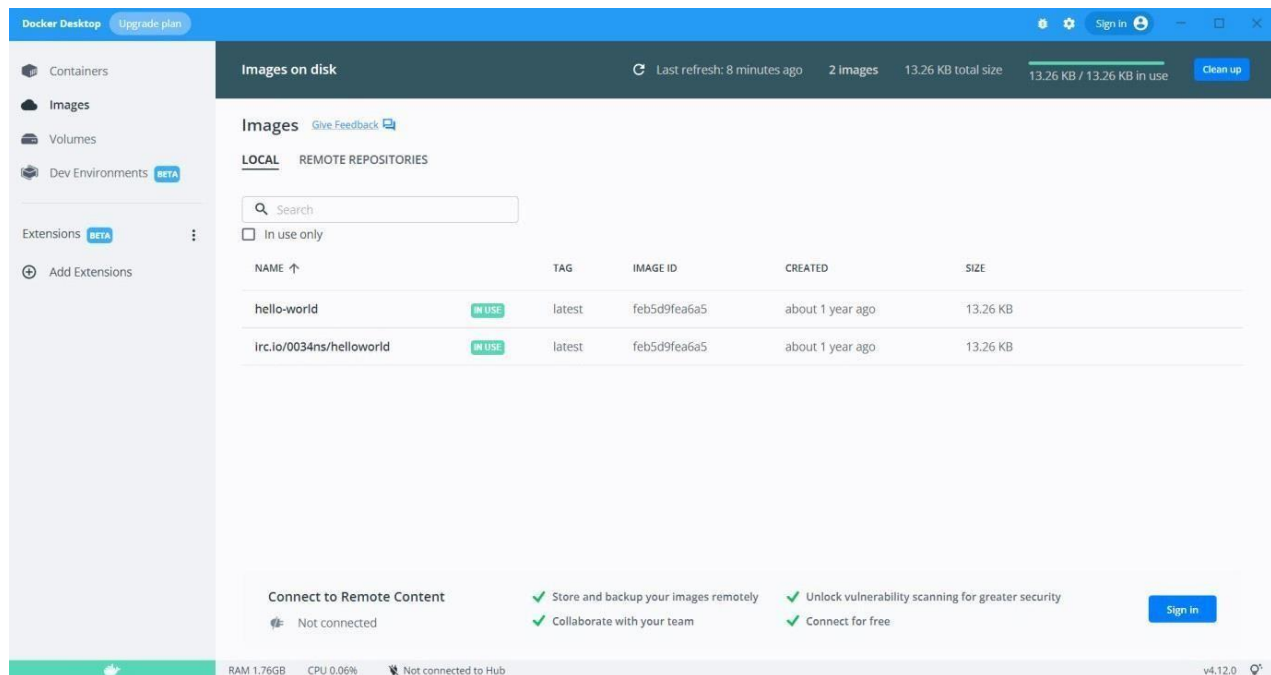 Docker Desktop Upgrade plan Sign in
Containers
Images
Volumes
Dev Environments BETA
Extensions BETA
Add Extensions
Images on disk Last refresh: 8 minutes ago 2 images 13.26 KB total size 13.26 KB / 13.26 KB in use Clean up
Images Give Feedback
LOCAL REMOTE REPOSITORIES
Search
In use only
NAME TAG IMAGE ID CREATED SIZE
hello-world IN USE latest feb5d9fea6a5 about 1 year ago 13.26 KB
irc.io/0034ns/helloworld IN USE latest feb5d9fea6a5 about 1 year ago 13.26 KB
Connect to Remote Content
Not connected
Store and backup your images remotely
Collaborate with your team
Unlock vulnerability scanning for greater security
Connect for free
Sign in
RAM 1.76GB CPU 0.06% Not connected to Hub v4.12.0